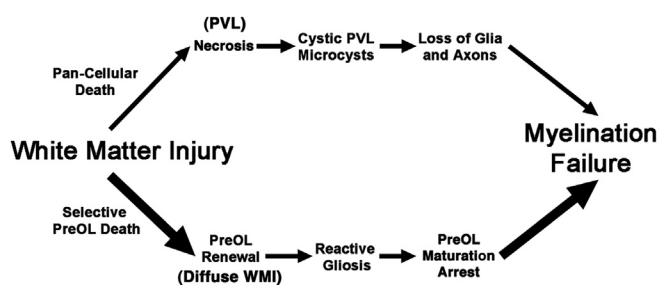 (PVL)
Necrosis
Cystic PVL
Microcysts
Loss of Glia
and Axons
Pan-Cellular
Death
White Matter Injury
Myelination
Failure
Selective
PreOL Death
PreOL
Renewal
(Diffuse WMI)
Reactive
Gliosis
PreOL
Maturation
Arrest